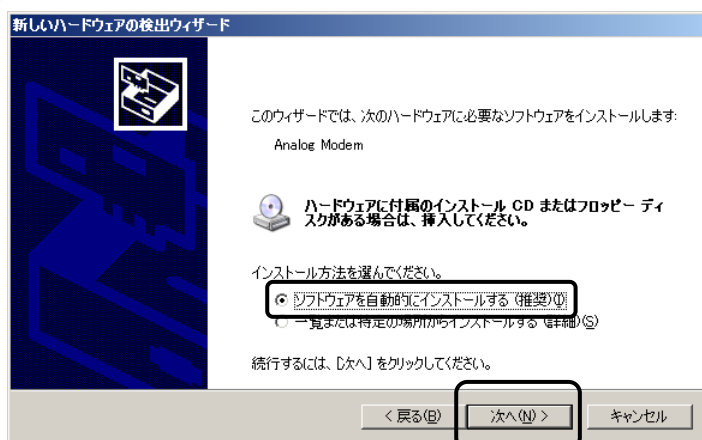 新しいハードウェアの検出ウィザード
このウィザードでは、次のハードウェアに必要なソフトウェアをインストールします:
Analog Modem
ハードウェアに付属のインストール CD またはフロッピー ディ
スクがある場合は、挿入してください。
インストール方法を選んでください。
ソフトウェアを自動的にインストールする (推奨)(I)
一覧または特定の場所からインストールする (詳細)(S)
続行するには、[次へ] をクリックしてください。
< 戻る(B)
次へ(N) >
キャンセル